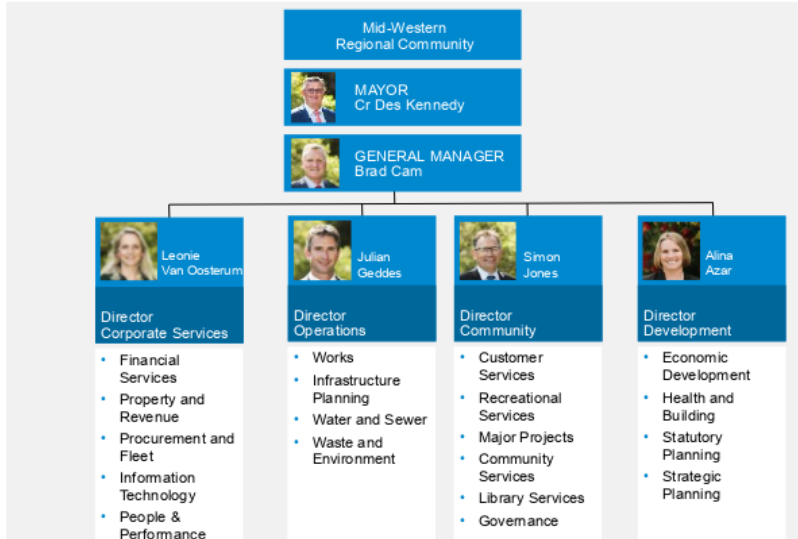 Mid-Western
Regional Community
MAYOR
Cr Des Kennedy
GENERAL MANAGER
Brad Cam
Leonie
Van Oosterum
Director
Corporate Services
• Financial
Services
• Property and
Revenue
• Procurement and
Fleet
• Information
Technology
• People &
Performance
Julian
Geddes
Director
Operations
• Works
• Infrastructure
Planning
• Water and Sewer
• Waste and
Environment
Simon
Jones
Director
Community
• Customer
Services
• Recreational
Services
• Major Projects
• Community
Services
• Library Services
• Governance
Alina
Azar
Director
Development
• Economic
Development
• Health and
Building
• Statutory
Planning
• Strategic
Planning